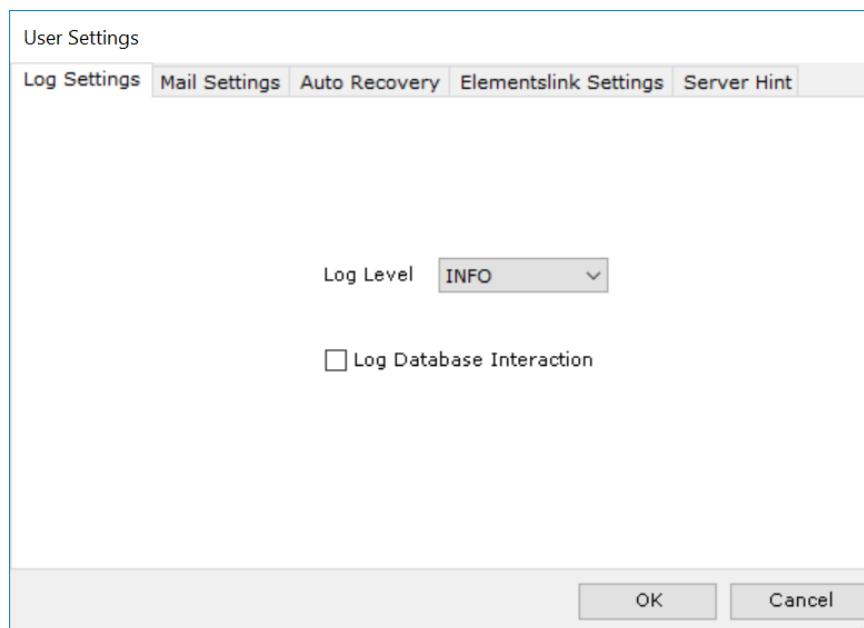 User Settings
Log Settings Mail Settings Auto Recovery Elementslink Settings Server Hint
Log Level INFO
Log Database Interaction
OK Cancel